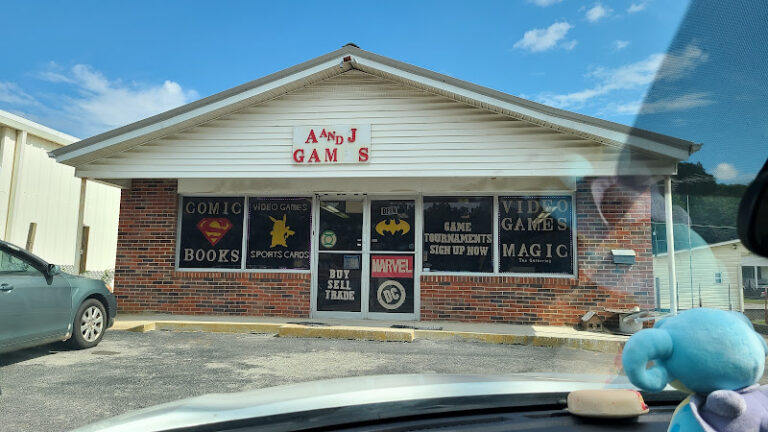 A AND J
GAM S
COMIC
BOOKS
VIDEO GAMES
SPORTS CARDS
BUY
SELL
TRADE
OPEN
MARVEL
DC
GAME
TOURNAMENTS
SIGN UP NOW
VIDEO
GAMES
MAGIC
The Gathering